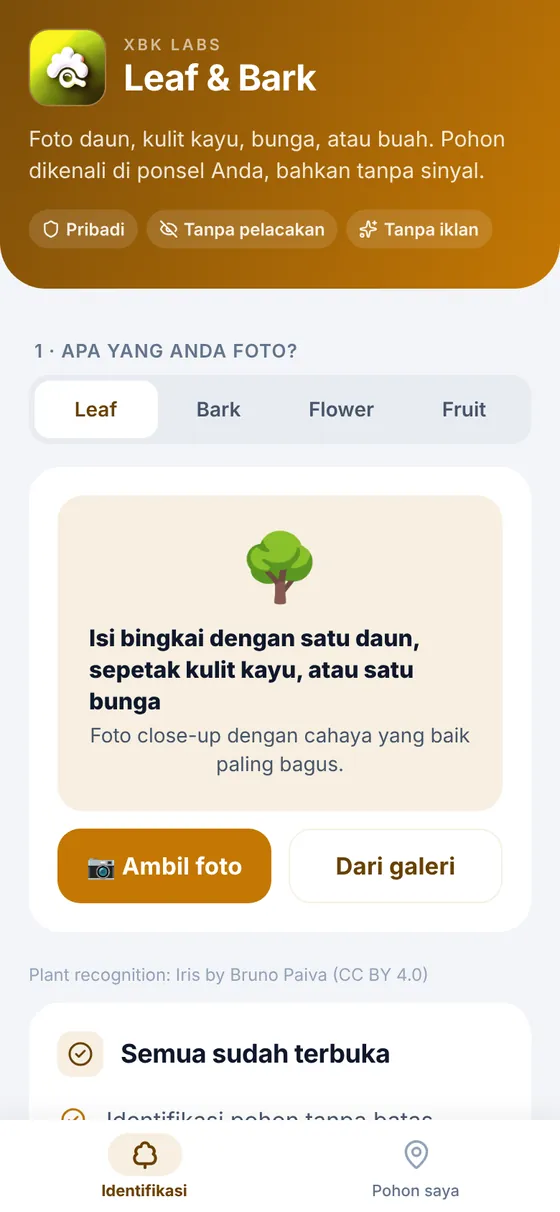 XBK LABS
Leaf & Bark
Foto daun, kulit kayu, bunga, atau buah. Pohon
dikenali di ponsel Anda, bahkan tanpa sinyal.
Pribadi
Tanpa pelacakan
Tanpa iklan
1 · APA YANG ANDA FOTO?
Leaf
Bark
Flower
Fruit
Isi bingkai dengan satu daun,
sepetak kulit kayu, atau satu
bunga
Foto close-up dengan cahaya yang baik
paling bagus.
Ambil foto
Dari galeri
Plant recognition: Iris by Bruno Paiva (CC BY 4.0)
Semua sudah terbuka
Identifikasi pohon tanpa batas
Identifikasi
Pohon saya